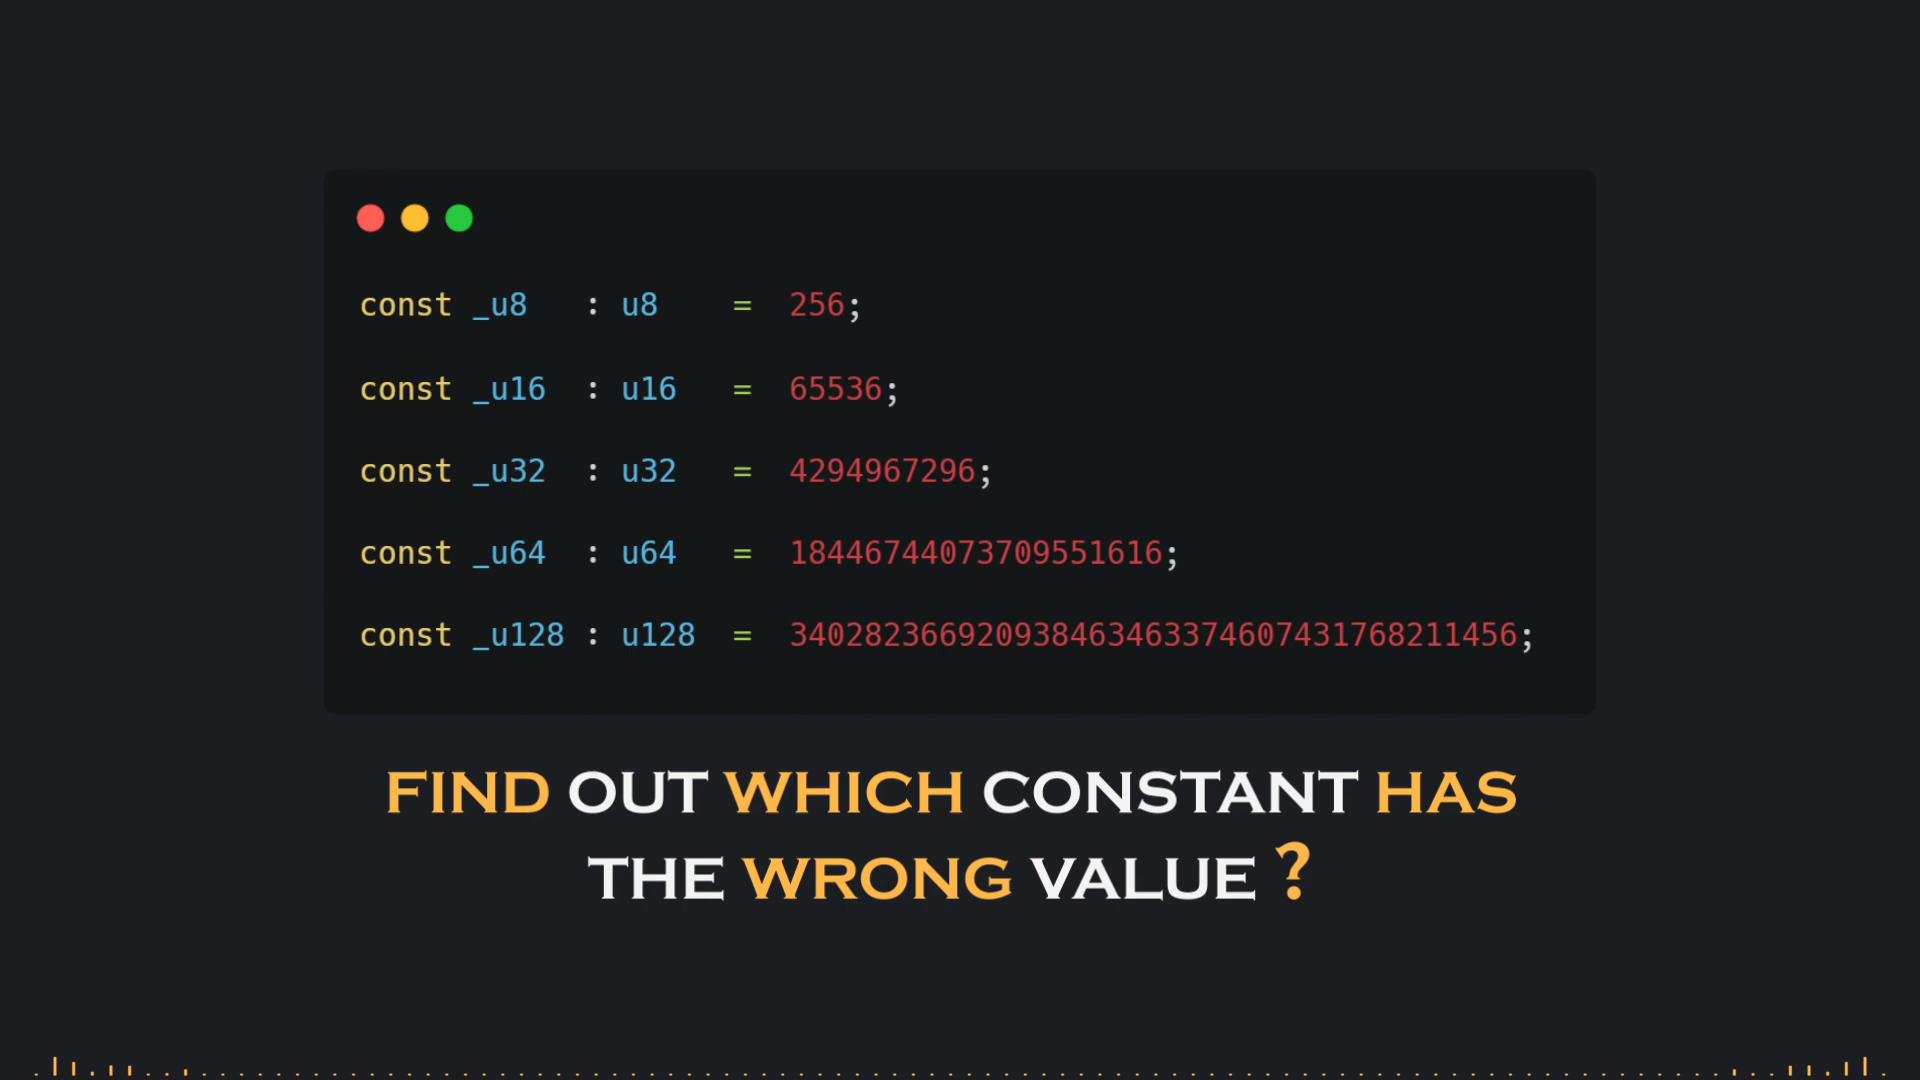 const _u8 : u8 = 256;
const _u16 : u16 = 65536;
const _u32 : u32 = 4294967296;
const _u64 : u64 = 18446744073709551616;
const _u128 : u128 = 340282366920938463463374607431768211456;
FIND OUT WHICH CONSTANT HAS
THE WRONG VALUE ?